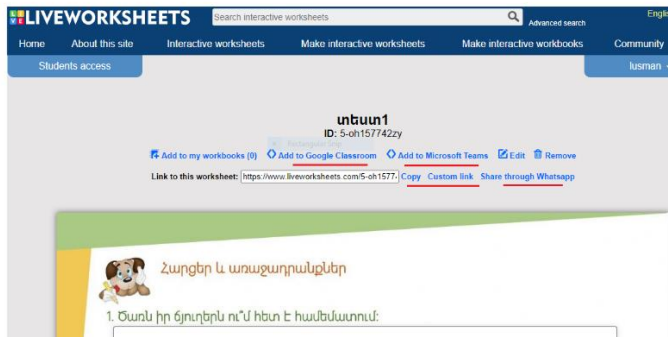 LIVEWORKSHEETS Search interactive worksheets Advanced search
Home About this site Interactive worksheets Make interactive worksheets Make interactive workbooks Community
Students access lusman
տեստ1
ID: 5-oh157742zy
Add to my workbooks (0) Add to Google Classroom Add to Microsoft Teams Edit Remove
Link to this worksheet: https://www.liveworksheets.com/5-oh1577 Copy Custom link Share through Whatsapp
Հարցեր և առաջադրանքներ
1. Ծառն իր ճյուղերն ու՞մ հետ է համեմատում: